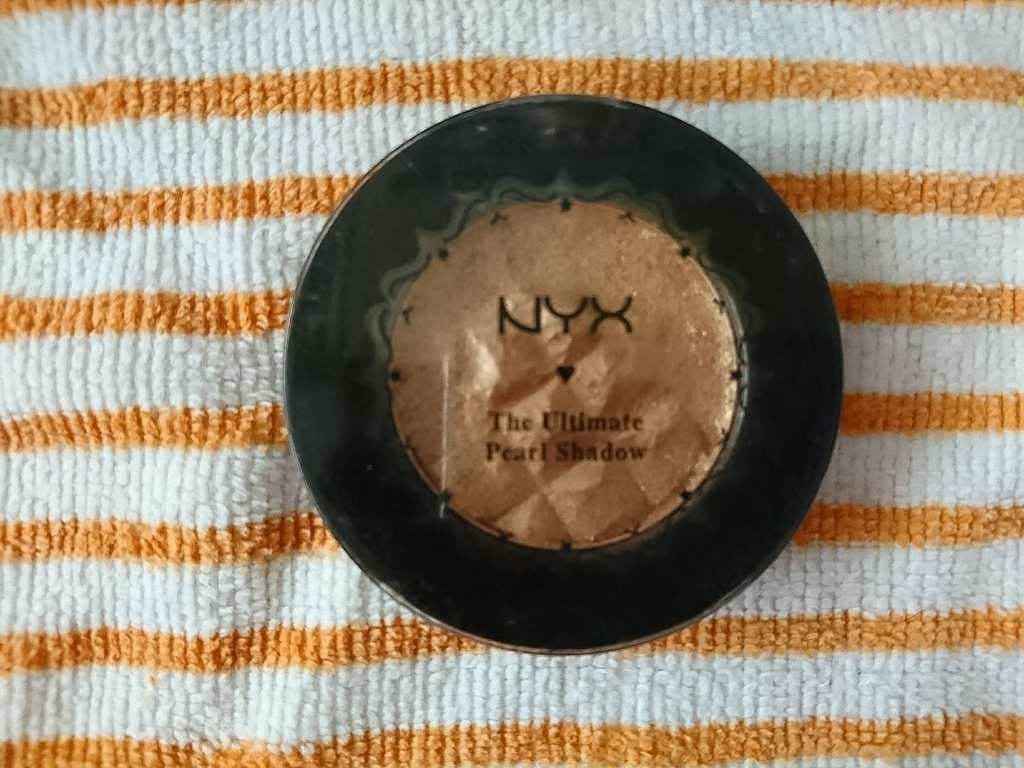 NYX
The Ultimate
Pearl Shadow